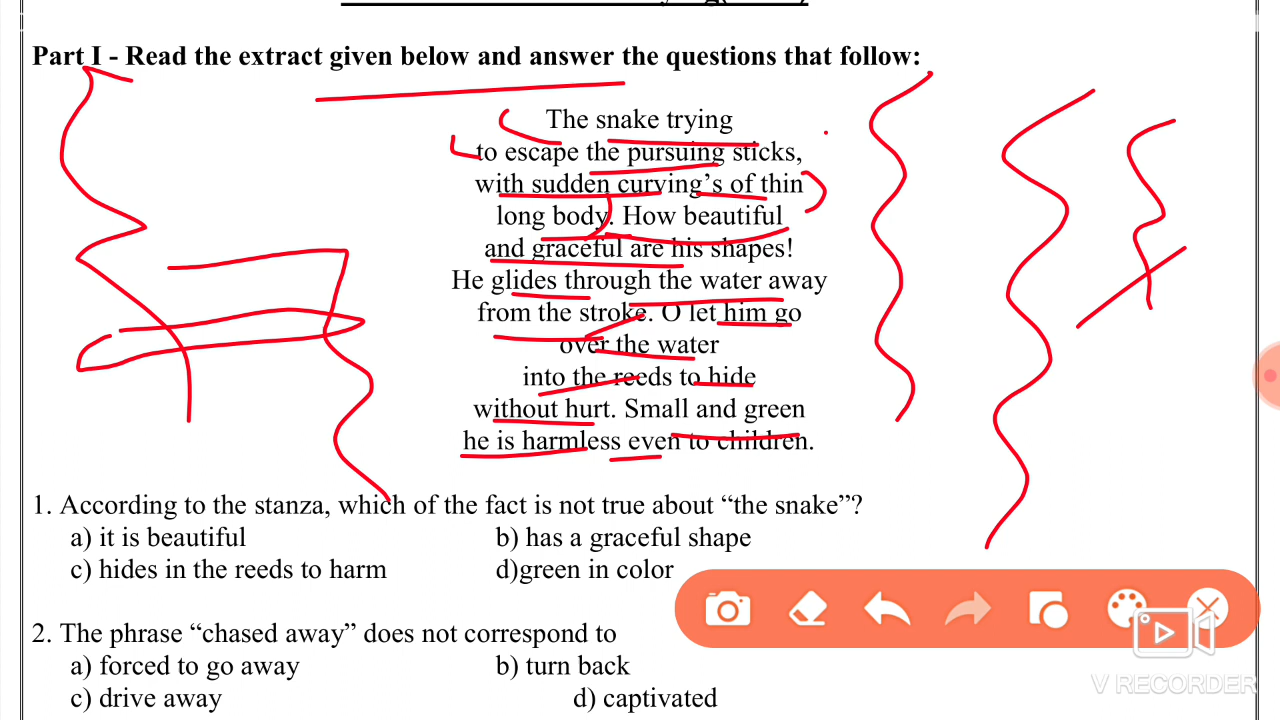 Part I - Read the extract given below and answer the questions that follow:
The snake trying
to escape the pursuing sticks,
with sudden curving’s of thin
long body. How beautiful
and graceful are his shapes!
He glides through the water away
from the stroke. O let him go
over the water
into the reeds to hide
without hurt. Small and green
he is harmless even to children.
1. According to the stanza, which of the fact is not true about “the snake”?
a) it is beautiful b) has a graceful shape
c) hides in the reeds to harm d)green in color
2. The phrase “chased away” does not correspond to
a) forced to go away b) turn back
c) drive away d) captivated
V RECORDER